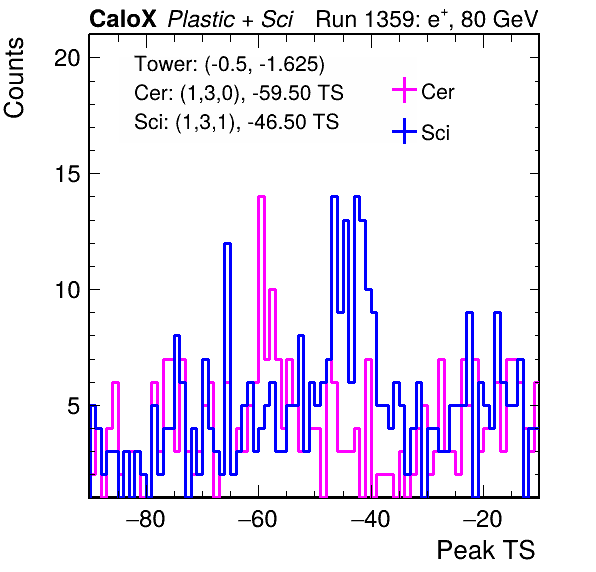 CaloX Plastic + Sci Run 1359: e+, 80 GeV
Counts
Tower: (-0.5, -1.625)
Cer: (1,3,0), -59.50 TS
Sci: (1,3,1), -46.50 TS
Cer
Sci
20
15
10
5
−80 −60 −40 −20
Peak TS